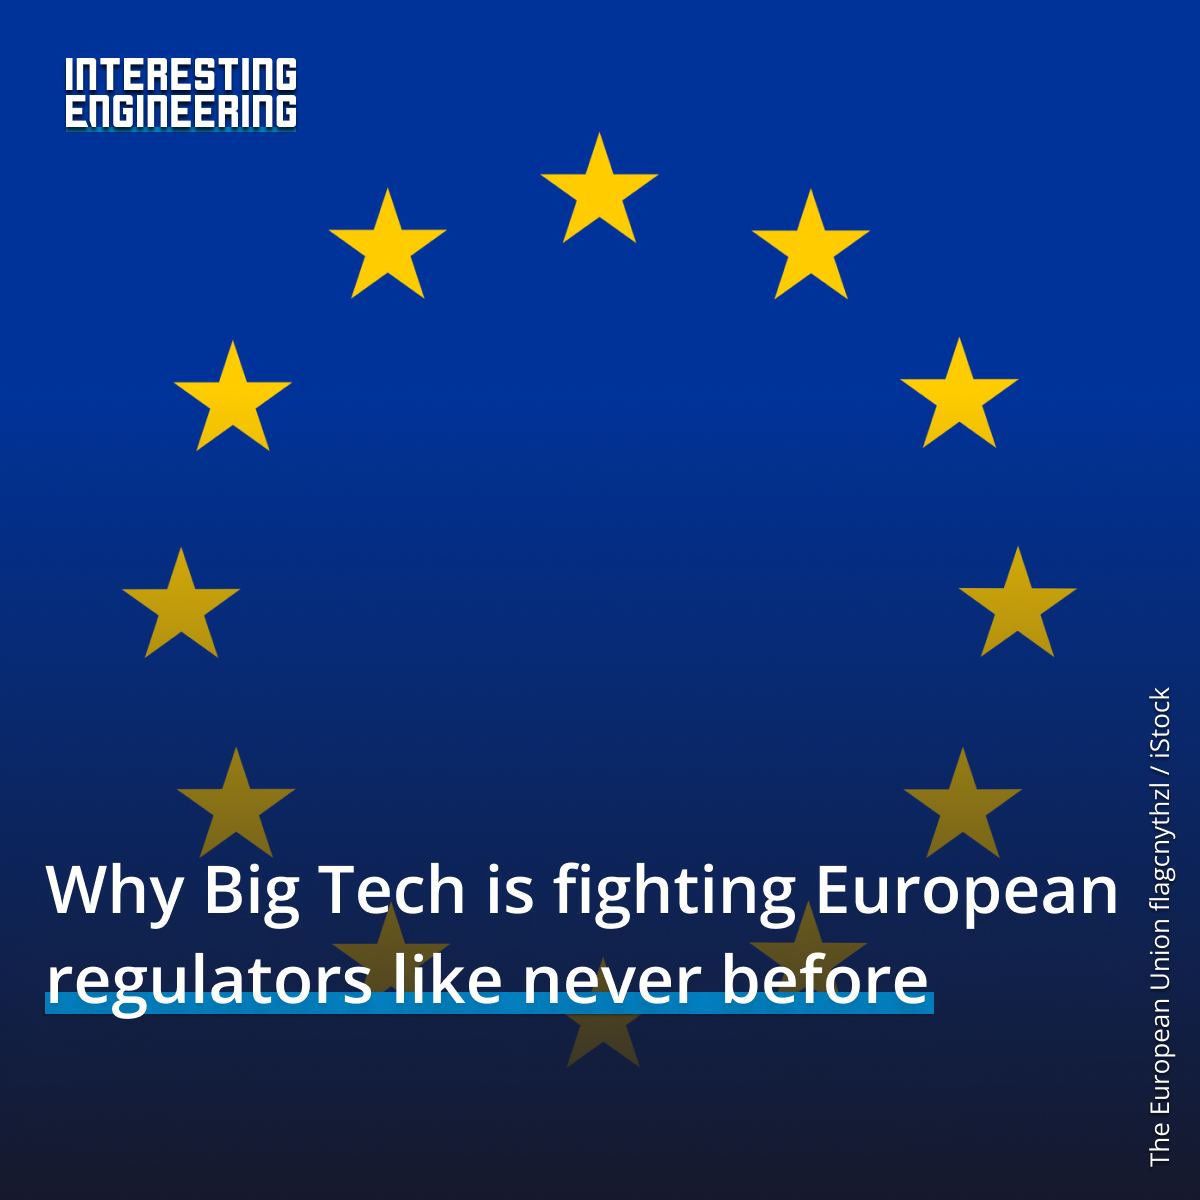 INTERESTING
ENGINEERING
Why Big Tech is fighting European
regulators like never before
The European Union flagcnythzl / iStock